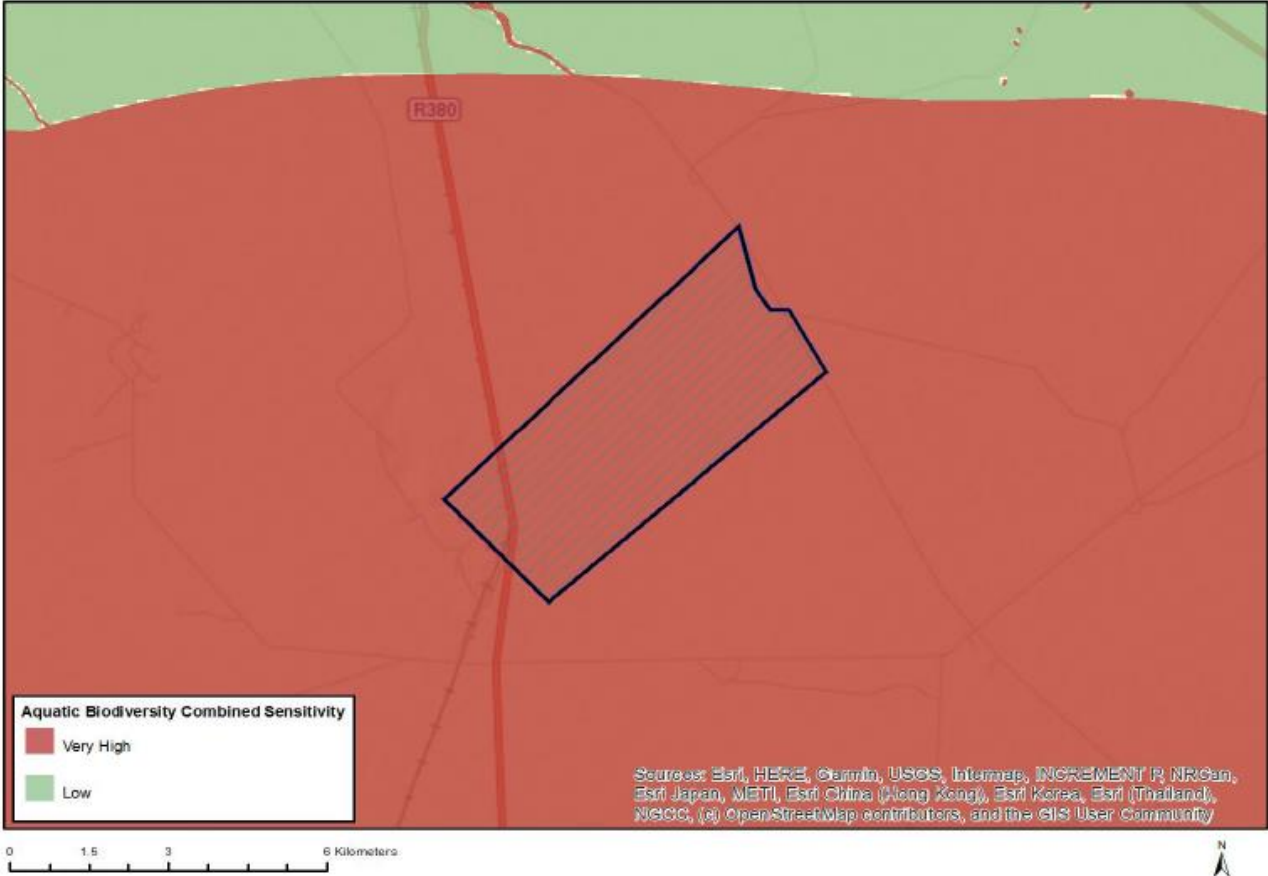 R380
Aquatic Biodiversity Combined Sensitivity
Very High
Low
Sources: Esri, HERE, Garmin, USGS, Intermap, INCREMENT P, NRCan,
Esri Japan, METI, Esri China (Hong Kong), Esri Korea, Esri (Thailand),
NGCC, (c) OpenStreetMap contributors, and the GIS User Community
0 1.5 3 6 Kilometers
N